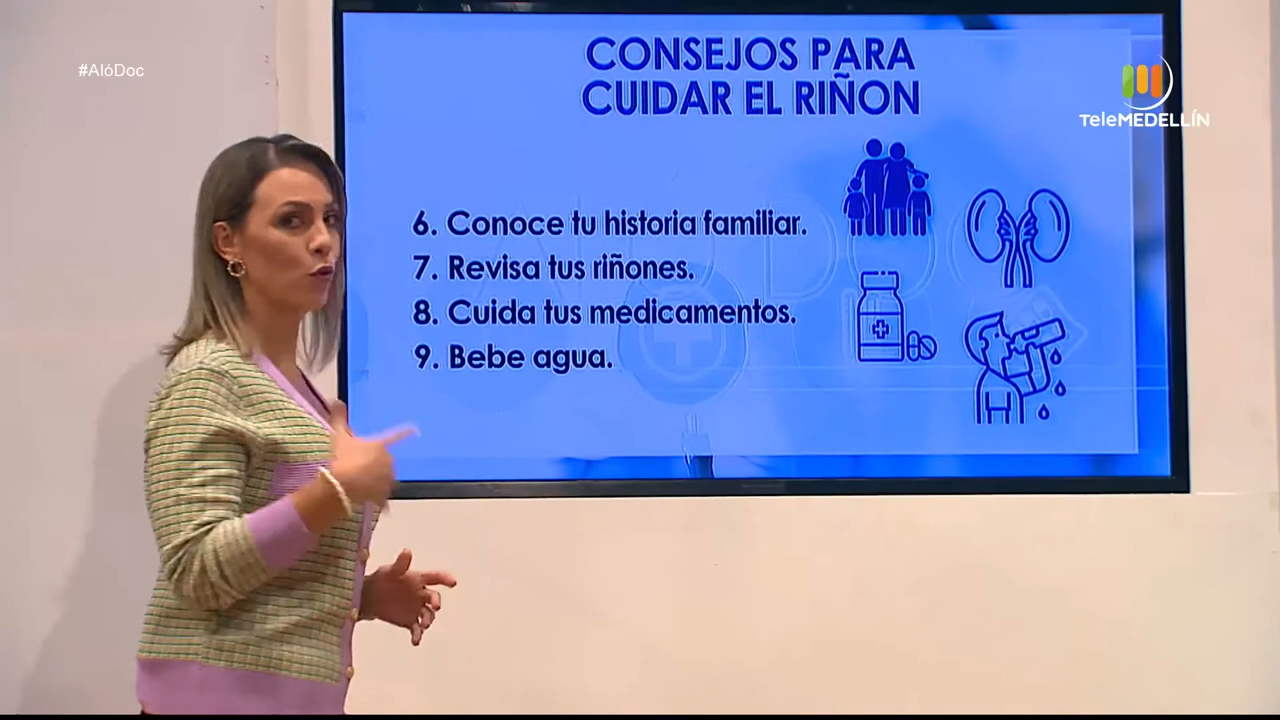 #AlóDoc
CONSEJOS PARA
CUIDAR EL RIÑON
TeleMEDELLÍN
6. Conoce tu historia familiar.
7. Revisa tus riñones.
8. Cuida tus medicamentos.
9. Bebe agua.